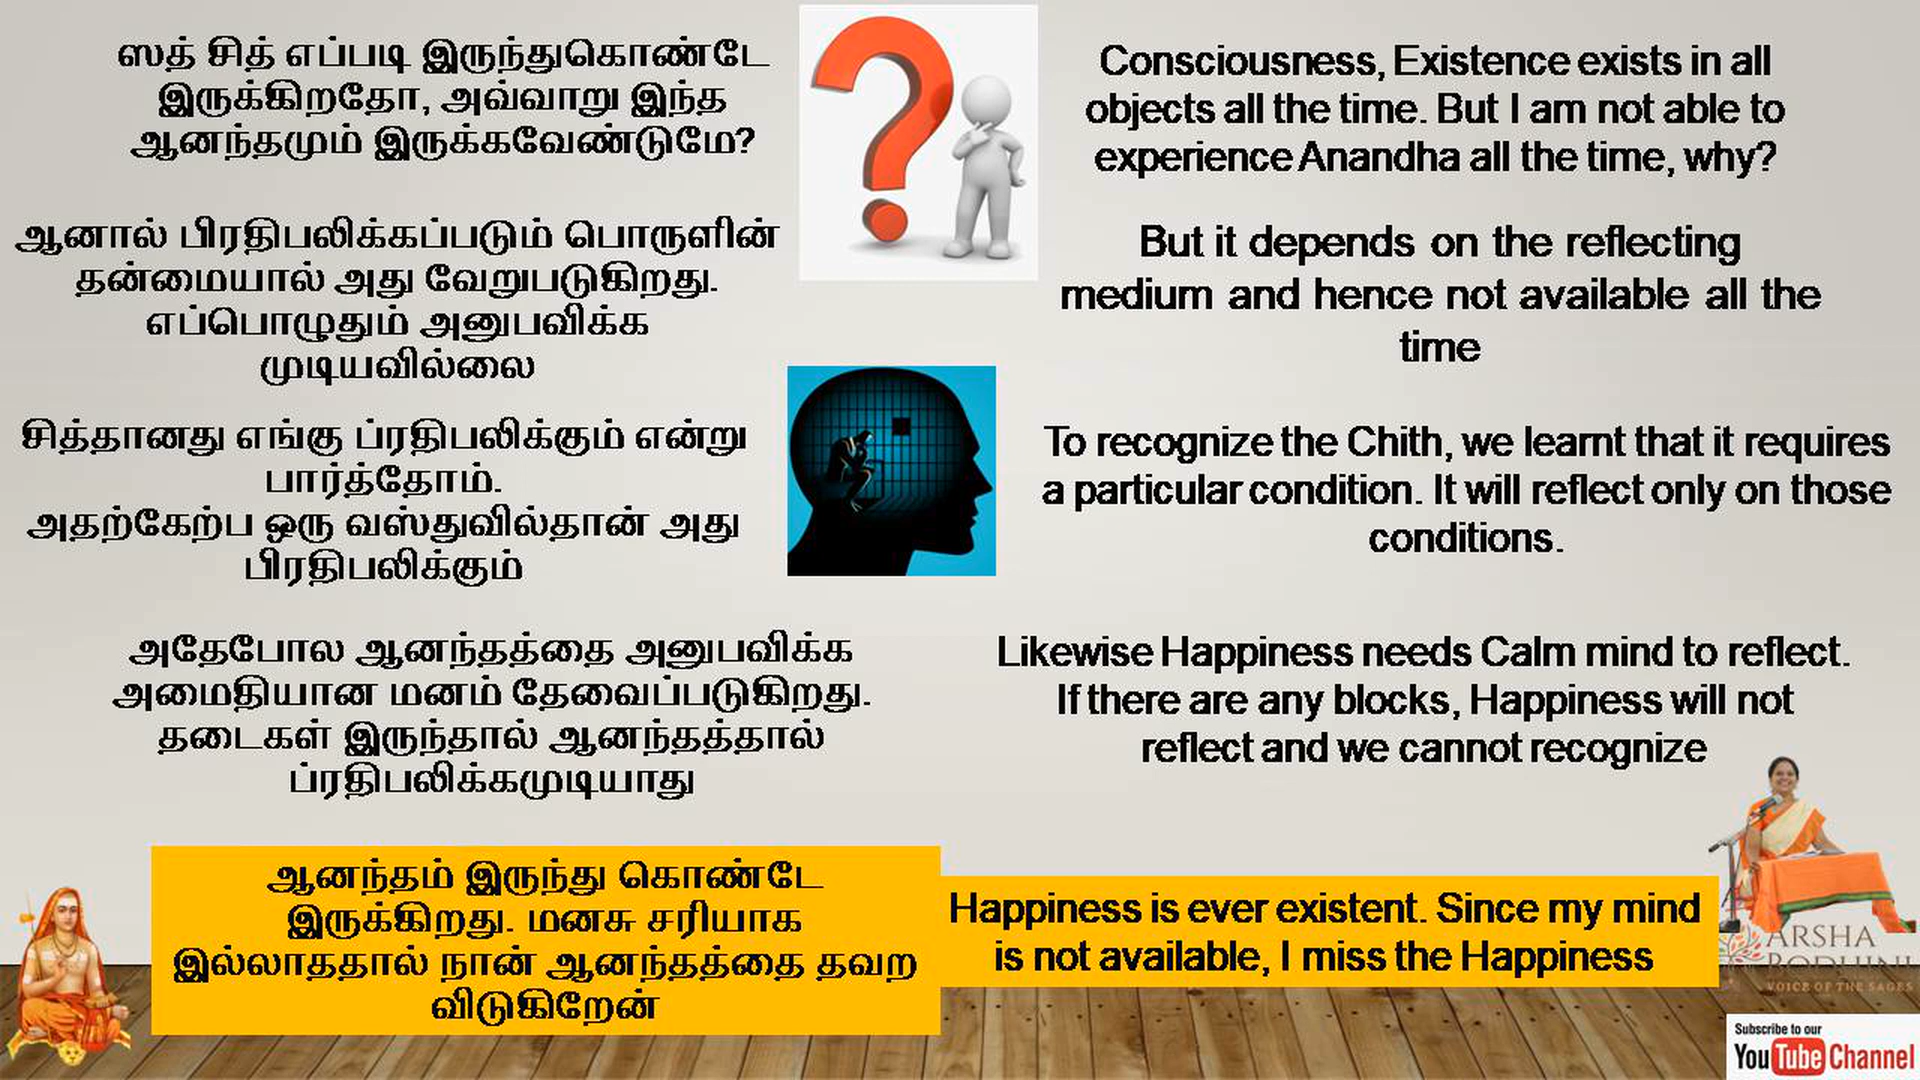 ஸத் சித் எப்படி இருந்துகொண்டே
இருக்கிறதோ, அவ்வாறு இந்த
ஆனந்தமும் இருக்கவேண்டுமே?
Consciousness, Existence exists in all
objects all the time. But I am not able to
experience Anandha all the time, why?
ஆனால் பிரதிபலிக்கப்படும் பொருளின்
தன்மையால் அது வேறுபடுகிறது.
எப்பொழுதும் அனுபவிக்க
முடியவில்லை
But it depends on the reflecting
medium and hence not available all the
time
சித்தானது எங்கு ப்ரதிபலிக்கும் என்று
பார்த்தோம்.
அதற்கேற்ப ஒரு வஸ்துவில்தான் அது
பிரதிபலிக்கும்
To recognize the Chith, we learnt that it requires
a particular condition. It will reflect only on those
conditions.
அதேபோல ஆனந்தத்தை அனுபவிக்க
அமைதியான மனம் தேவைப்படுகிறது.
தடைகள் இருந்தால் ஆனந்தத்தால்
ப்ரதிபலிக்கமுடியாது
Likewise Happiness needs Calm mind to reflect.
If there are any blocks, Happiness will not
reflect and we cannot recognize
ஆனந்தம் இருந்து கொண்டே
இருக்கிறது. மனசு சரியாக
இல்லாததால் நான் ஆனந்தத்தை தவற
விடுகிறேன்
Happiness is ever existent. Since my mind
is not available, I miss the Happiness
ARSHA
BODHINI
VOICE OF THE SAGES
Subscribe to our
YouTube Channel